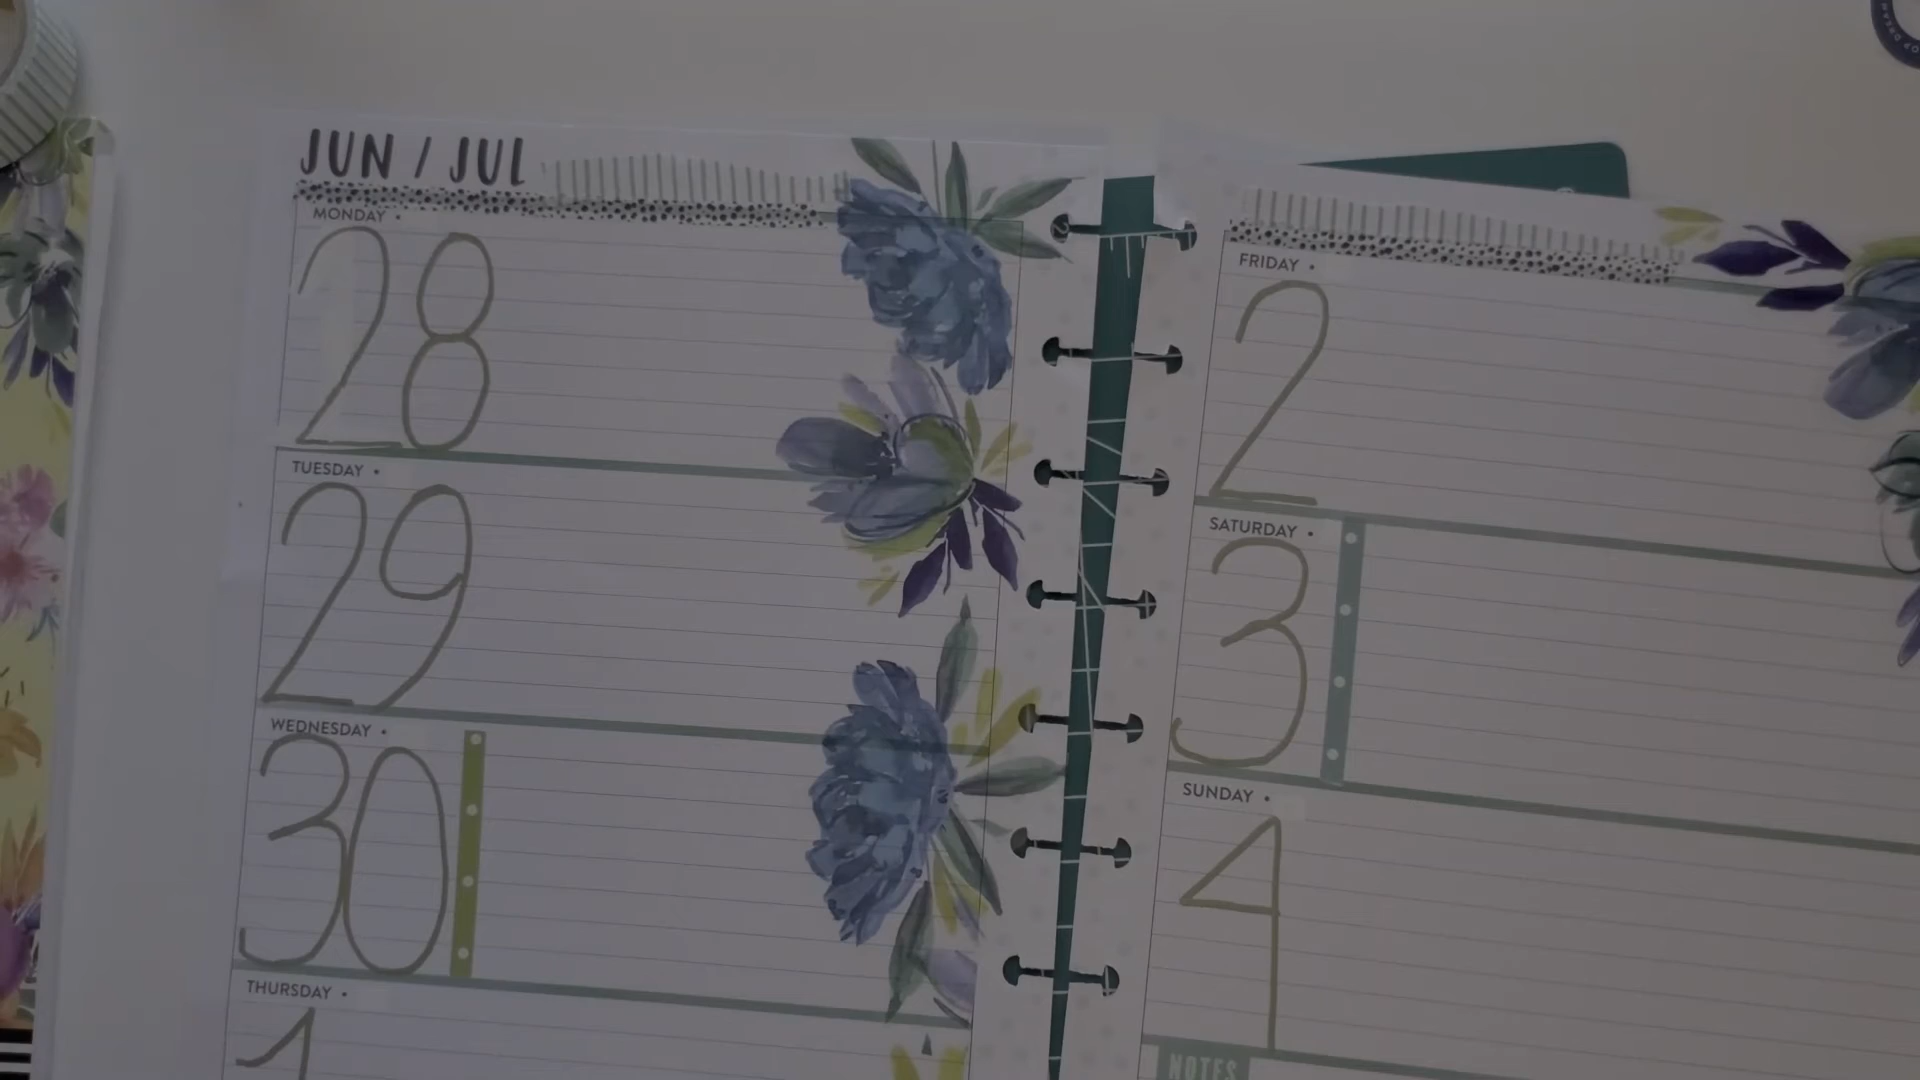 JUN / JUL
MONDAY
28
TUESDAY
29
WEDNESDAY
30
THURSDAY
1
FRIDAY
2
SATURDAY
3
SUNDAY
4
NOTES